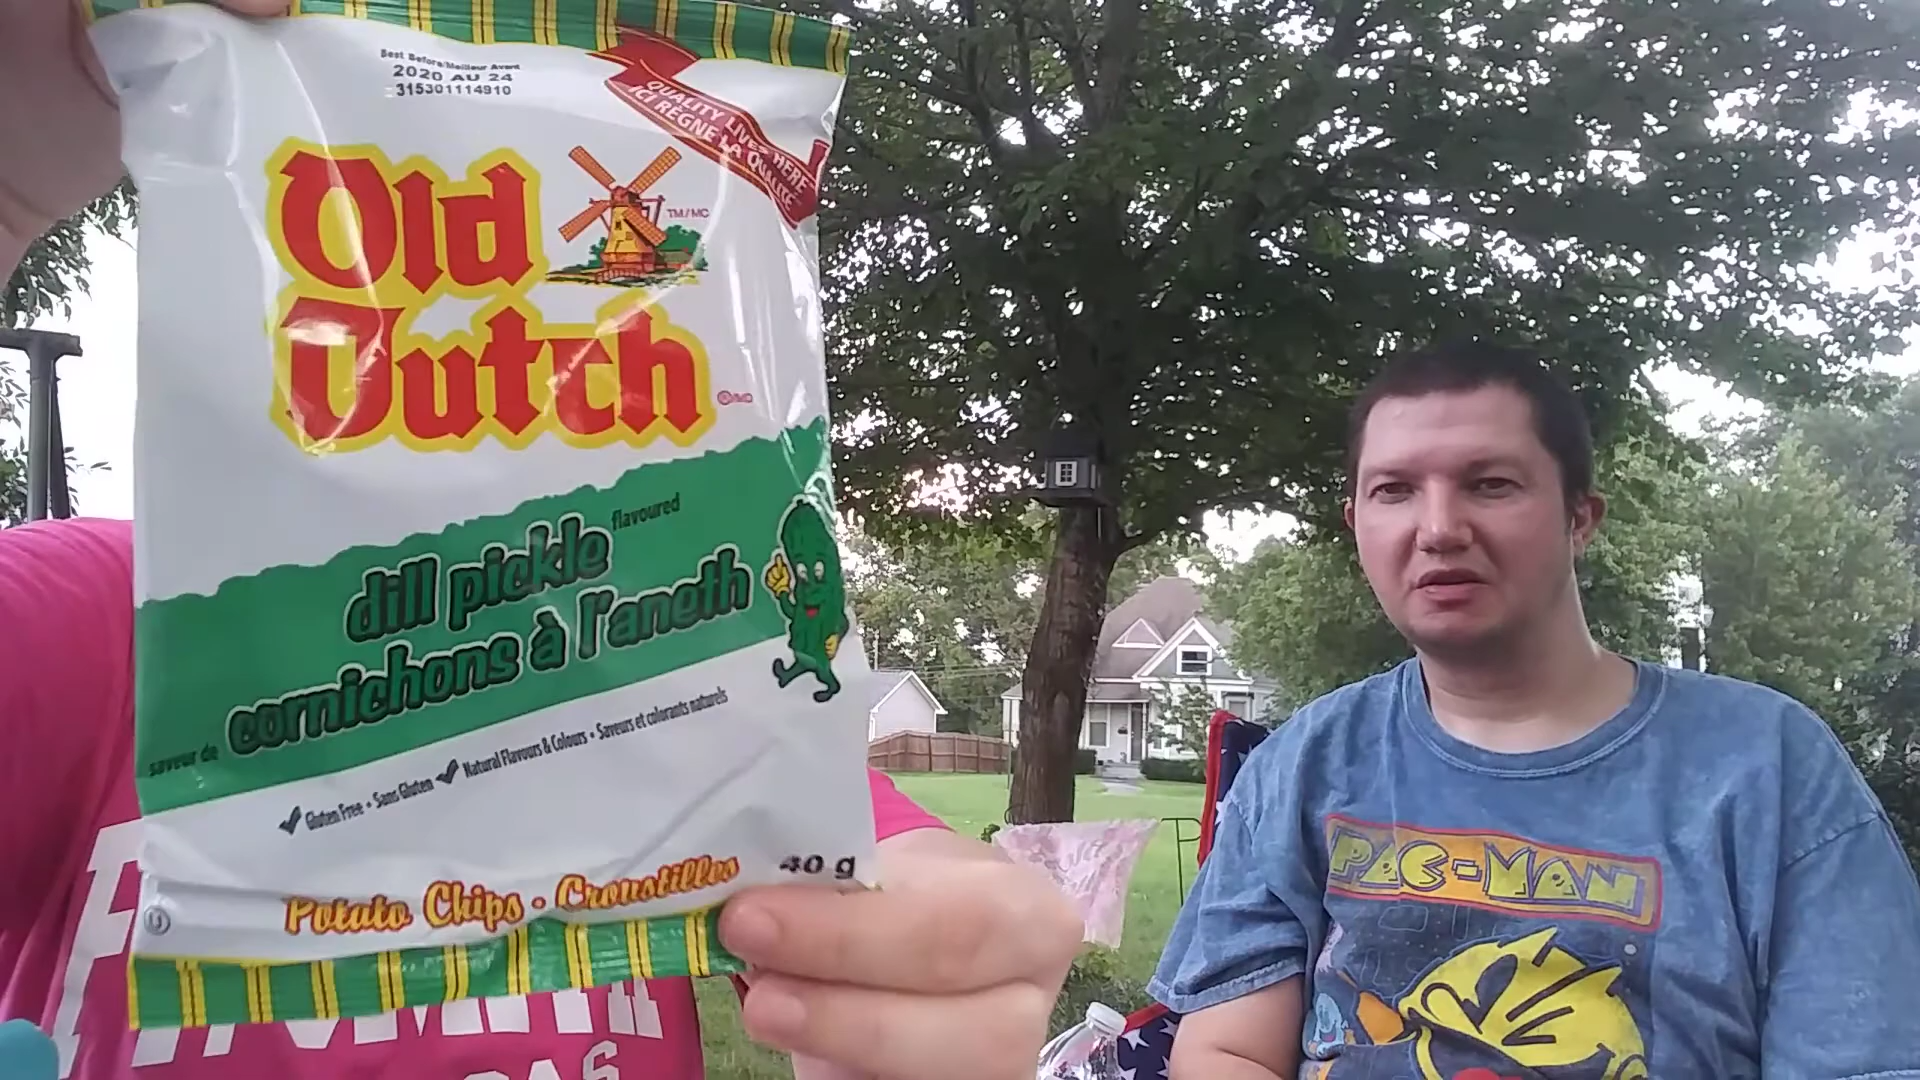 Best Before/Meilleur Avant
2020 AU 24
315301114910
QUALITY LIVES HERE
ICI RÈGNE LA QUALITÉ
Old
TM/MC
Dutch
®/MD
dill pickle flavoured
saveur de cornichons à l'aneth
Gluten Free • Sans Gluten Natural Flavours & Colours • Saveurs et colorants naturels
Potato Chips • Croustilles
40 g
U
PAC-MAN